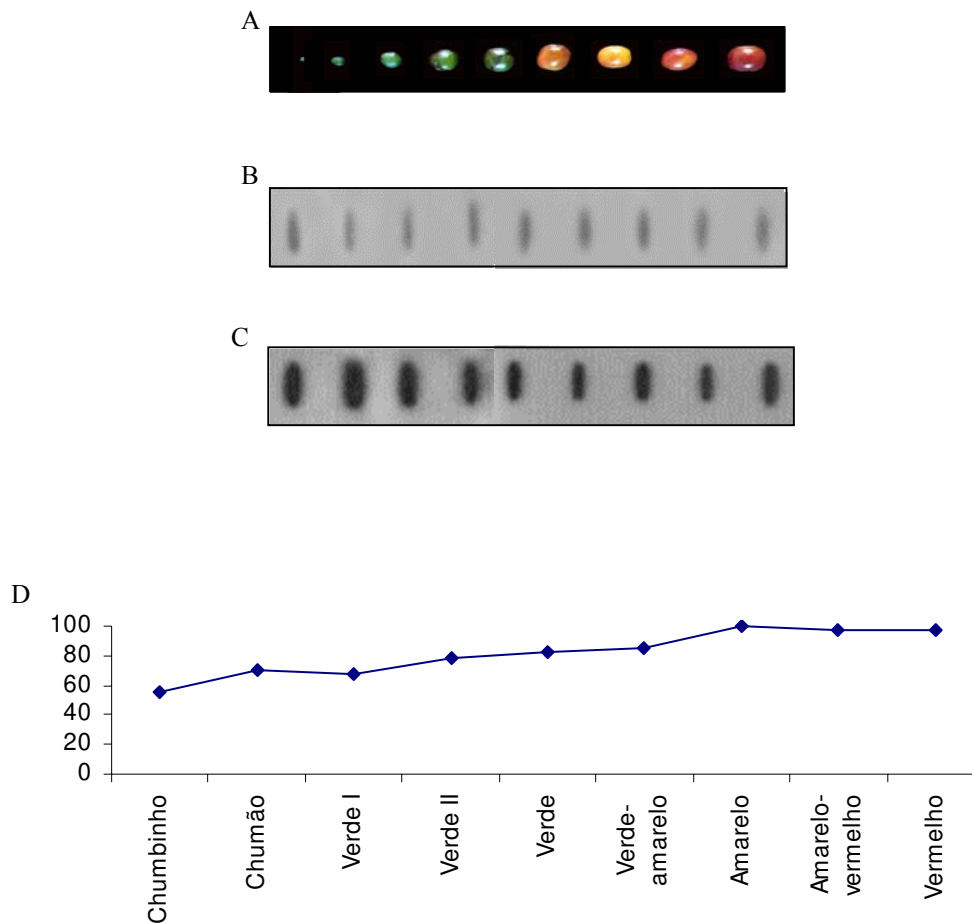 A
B
C
D
100
80
60
40
20
0
Chumbinho
Chumão
Verde I
Verde II
Verde
Verde-
amarelo
Amarelo
Amarelo-
vermelho
Vermelho